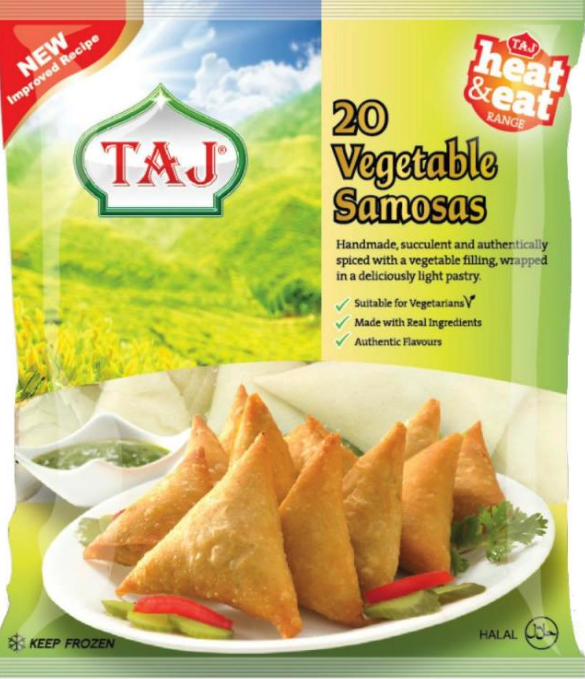 NEW
Improved Recipe
TAJ®
TAJ
heat
& eat
RANGE
20
Vegetable
Samosas
Handmade, succulent and authentically
spiced with a vegetable filling, wrapped
in a deliciously light pastry.
Suitable for Vegetarians V
Made with Real Ingredients
Authentic Flavours
KEEP FROZEN
HALAL حلال